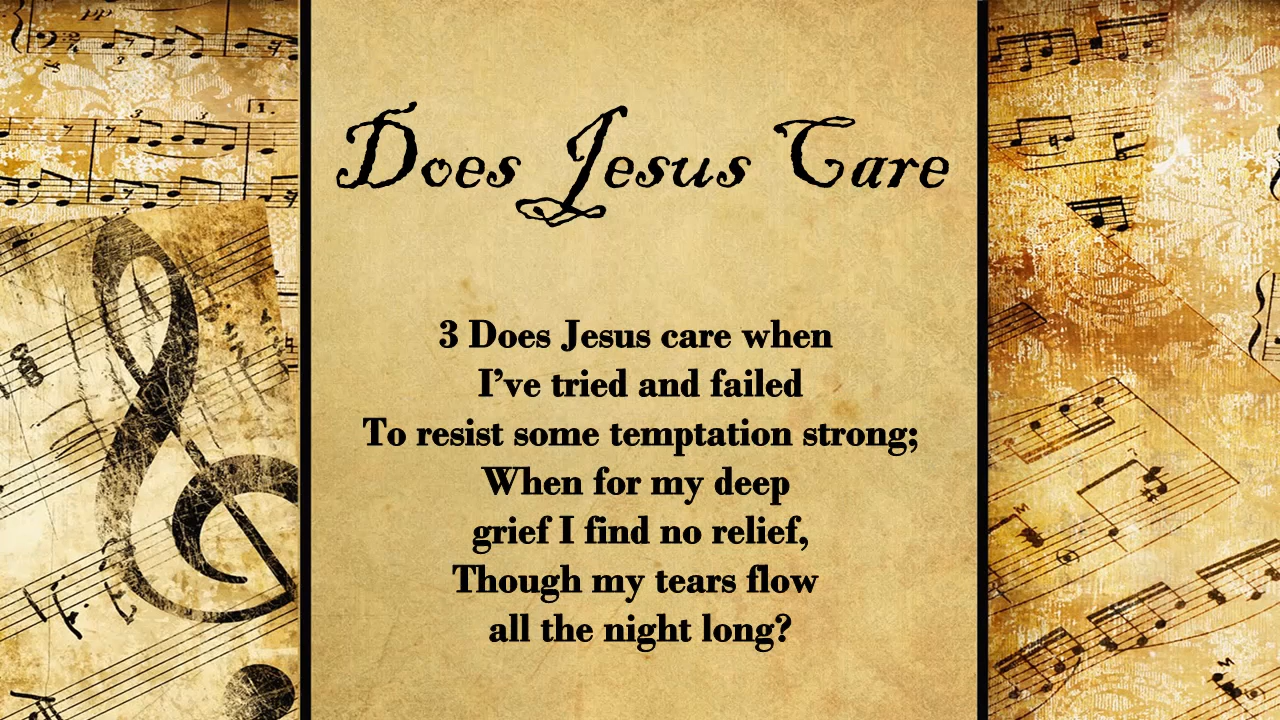 Does Jesus Care
3 Does Jesus care when
I’ve tried and failed
To resist some temptation strong;
When for my deep
grief I find no relief,
Though my tears flow
all the night long?